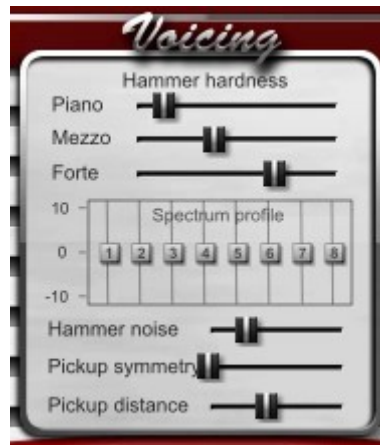 Voicing
Hammer hardness
Piano
Mezzo
Forte
10
Spectrum profile
0
1 2 3 4 5 6 7 8
-10
Hammer noise
Pickup symmetry
Pickup distance